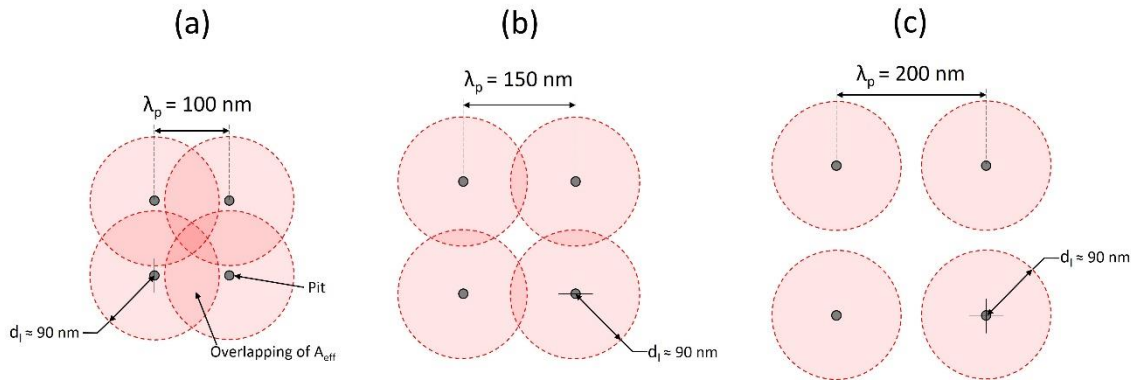 (a)
(b)
(c)
λp = 100 nm
λp = 150 nm
λp = 200 nm
Pit
dl ≈ 90 nm
Overlapping of Aeff
dl ≈ 90 nm
dl ≈ 90 nm